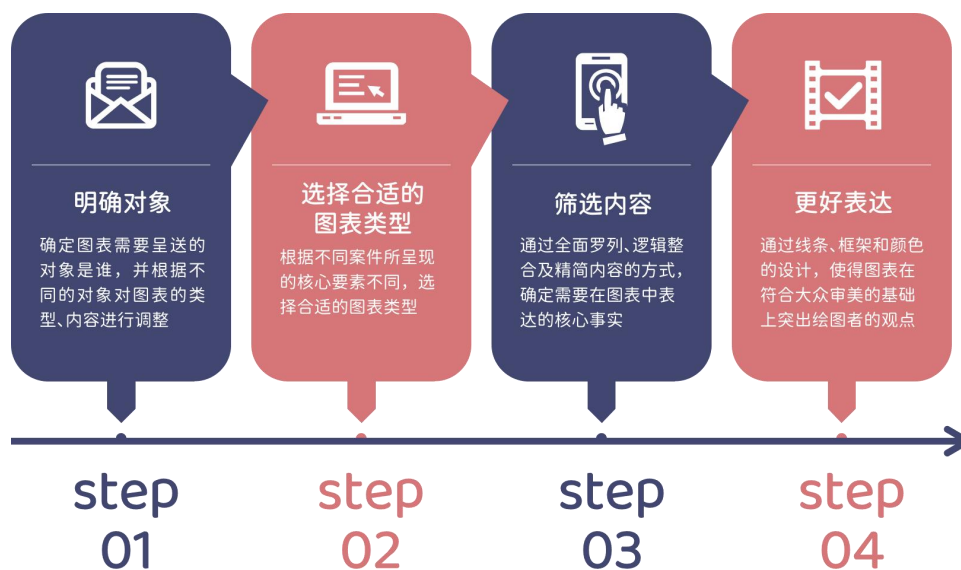 明确对象
确定图表需要呈送的
对象是谁，并根据不
同的对象对图表的类
型、内容进行调整
选择合适的
图表类型
根据不同案件所呈现
的核心要素不同，选
择合适的图表类型
筛选内容
通过全面罗列、逻辑整
合及精简内容的方式，
确定需要在图表中表
达的核心事实
更好表达
通过线条、框架和颜色
的设计，使得图表在
符合大众审美的基础
上突出绘图者的观点
step
01
step
02
step
03
step
04